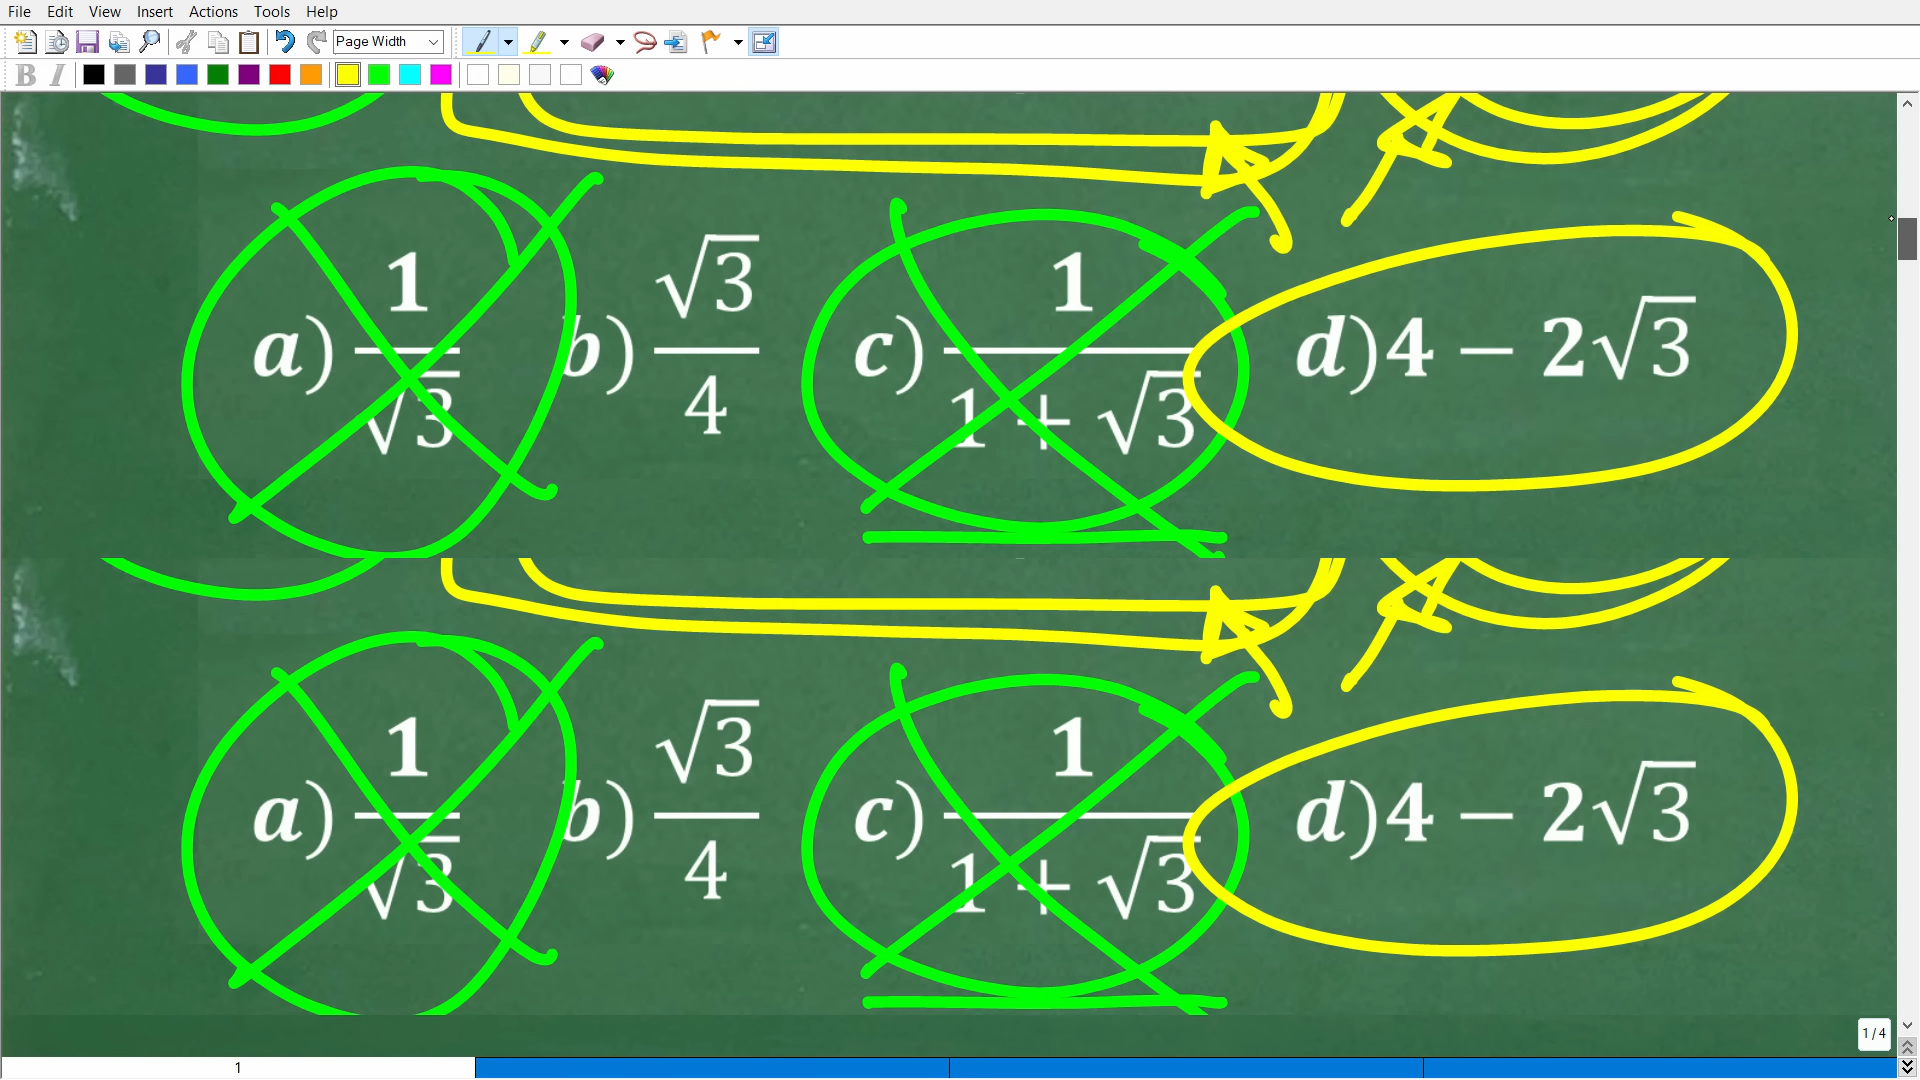 File Edit View Insert Actions Tools Help
Page Width
B I
a) 1/√3 b) √3/4 c) 1/(1 + √3) d)4 − 2√3
a) 1/√3 b) √3/4 c) 1/(1 + √3) d)4 − 2√3
1 / 4
1